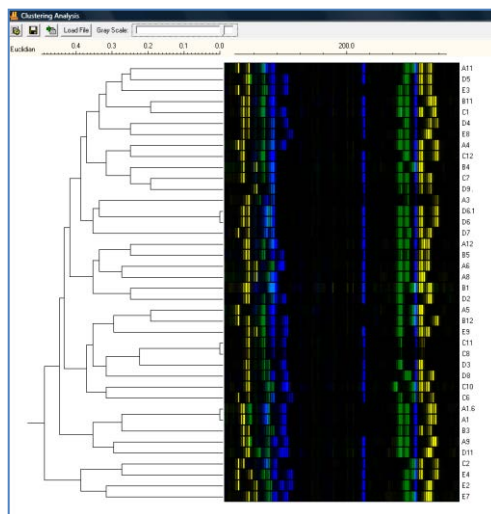 Clustering Analysis
Load File Gray Scale:
Euclidian 0.4 0.3 0.2 0.1 0.0 200.0
A11
D5
E3
B11
C1
D4
E8
A4
C12
B4
C7
D9
A3
D6.1
D6
D7
A12
B5
A6
A8
B1
D2
A5
B12
E9
C11
C8
D3
D8
C10
C6
A1.6
A1
B3
A9
D11
C2
E4
E2
E7